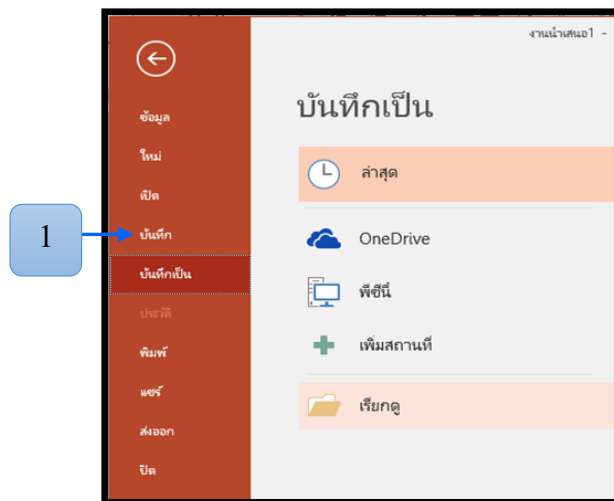 งานนำเสนอ1 -
บันทึกเป็น
ข้อมูล
ใหม่
เปิด
1
บันทึก
บันทึกเป็น
ประวัติ
พิมพ์
แชร์
ส่งออก
ปิด
ล่าสุด
OneDrive
พีซีนี้
เพิ่มสถานที่
เรียกดู